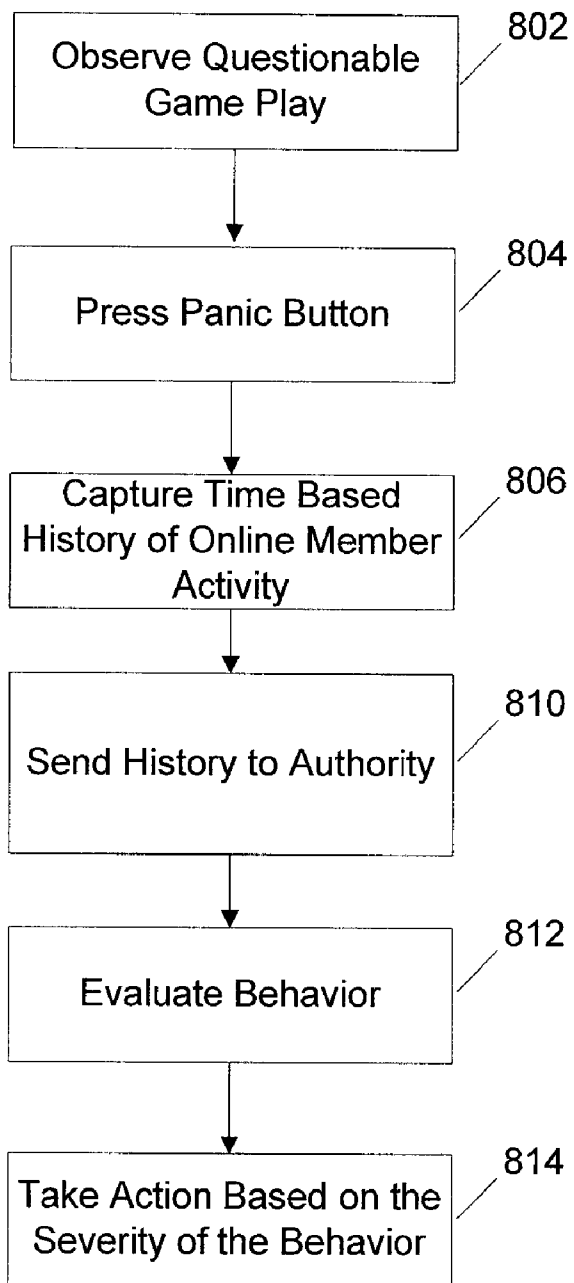 802
Observe Questionable
Game Play
804
Press Panic Button
806
Capture Time Based
History of Online Member
Activity
810
Send History to Authority
812
Evaluate Behavior
814
Take Action Based on the
Severity of the Behavior